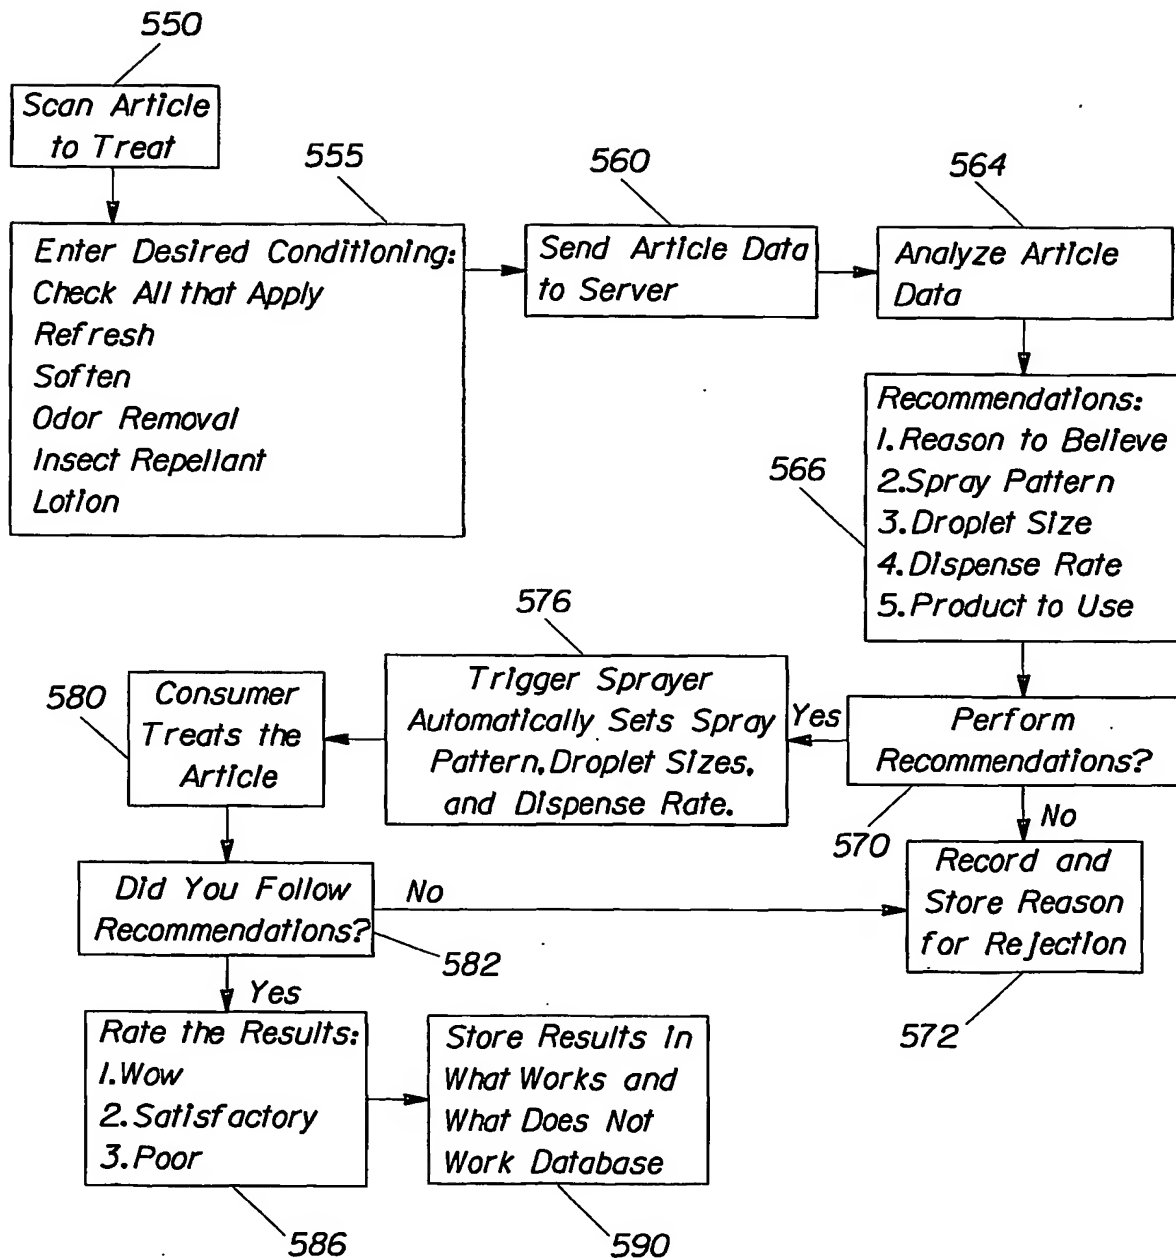 550
Scan Article
to Treat
555
Enter Desired Conditioning:
Check All that Apply
Refresh
Soften
Odor Removal
Insect Repellant
Lotion
560
Send Article Data
to Server
564
Analyze Article
Data
566
Recommendations:
1. Reason to Believe
2. Spray Pattern
3. Droplet Size
4. Dispense Rate
5. Product to Use
Perform
Recommendations?
570
Yes
No
576
Trigger Sprayer
Automatically Sets Spray
Pattern, Droplet Sizes,
and Dispense Rate.
580
Consumer
Treats the
Article
Did You Follow
Recommendations?
582
No
Yes
Record and
Store Reason
for Rejection
572
Rate the Results:
1. Wow
2. Satisfactory
3. Poor
586
Store Results in
What Works and
What Does Not
Work Database
590